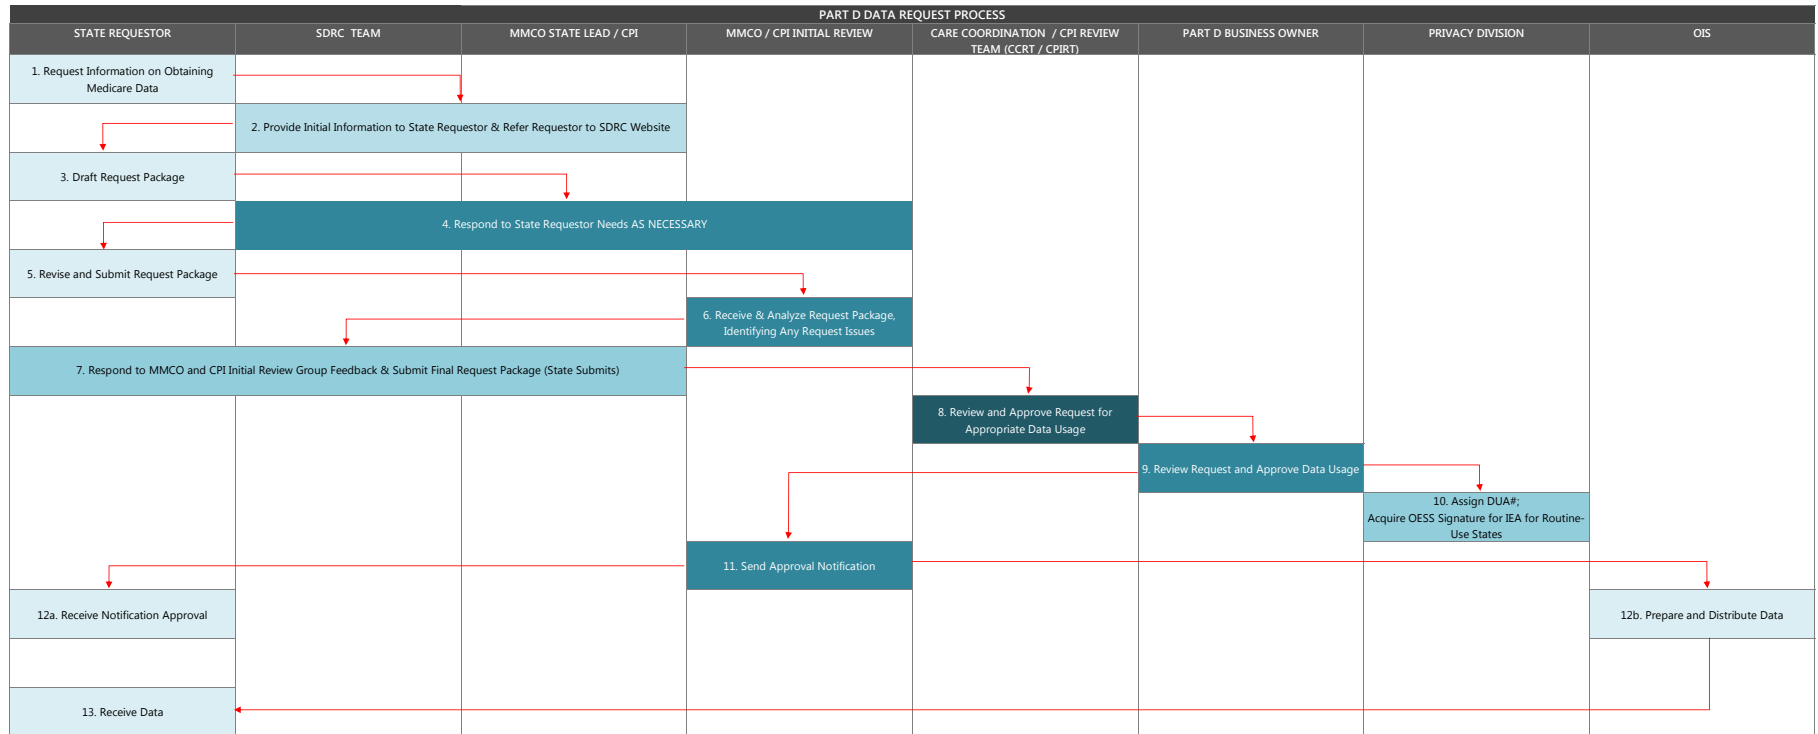 PART D DATA REQUEST PROCESS
STATE REQUESTOR
SDRC TEAM
MMCO STATE LEAD / CPI
MMCO / CPI INITIAL REVIEW
CARE COORDINATION / CPI REVIEW
TEAM (CCRT / CPIRT)
PART D BUSINESS OWNER
PRIVACY DIVISION
OIS
1. Request Information on Obtaining
Medicare Data
2. Provide Initial Information to State Requestor & Refer Requestor to SDRC Website
3. Draft Request Package
4. Respond to State Requestor Needs AS NECESSARY
5. Revise and Submit Request Package
6. Receive & Analyze Request Package,
Identifying Any Request Issues
7. Respond to MMCO and CPI Initial Review Group Feedback & Submit Final Request Package (State Submits)
8. Review and Approve Request for
Appropriate Data Usage
9. Review Request and Approve Data Usage
10. Assign DUA#;
Acquire OESS Signature for IEA for Routine-
Use States
11. Send Approval Notification
12a. Receive Notification Approval
12b. Prepare and Distribute Data
13. Receive Data